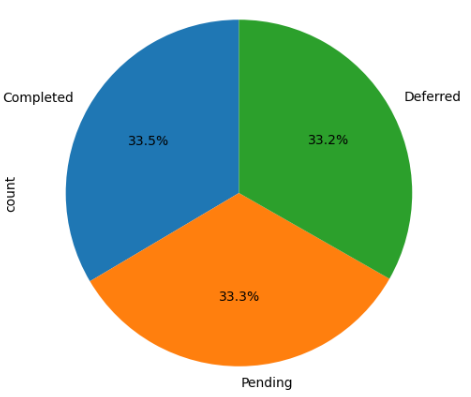 Completed
Deferred
33.5%
33.2%
count
33.3%
Pending